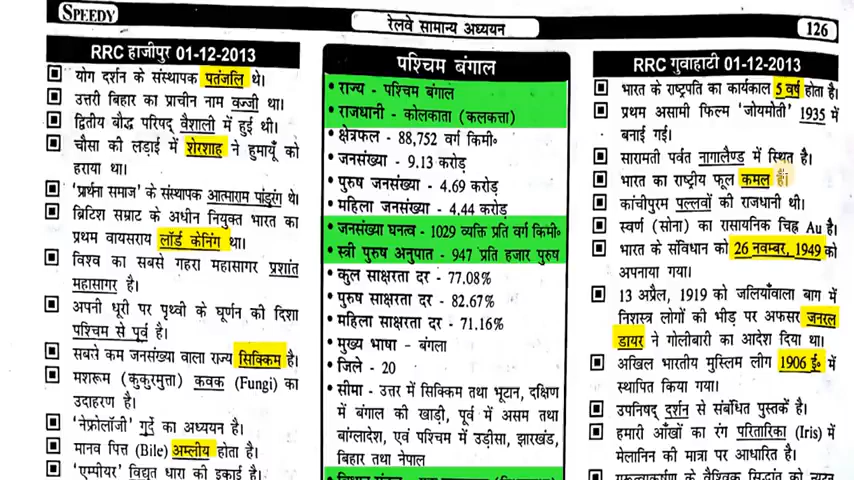 SPEEDY
रेलवे सामान्य अध्ययन
126
RRC हाजीपुर 01-12-2013
योग दर्शन के संस्थापक पतंजलि थे।
उत्तरी बिहार का प्राचीन नाम वज्जी था।
द्वितीय बौद्ध परिषद् वैशाली में हुई थी।
चौसा की लड़ाई में शेरशाह ने हुमायूँ को
हराया था।
'प्रार्थना समाज' के संस्थापक आत्माराम पांडुरंग थे।
ब्रिटिश सम्राट के अधीन नियुक्त भारत का
प्रथम वायसराय लॉर्ड केनिंग था।
विश्व का सबसे गहरा महासागर प्रशांत
महासागर है।
अपनी धूरी पर पृथ्वी के घूर्णन की दिशा
पश्चिम से पूर्व है।
सबसे कम जनसंख्या वाला राज्य सिक्किम है।
मशरूम (कुकुरमुत्ता) कवक (Fungi) का
उदाहरण है।
'नेफ्रोलॉजी' गुर्दे का अध्ययन है।
मानव पित्त (Bile) अम्लीय होता है।
'एम्पीयर' विद्युत धारा की इकाई है।
पश्चिम बंगाल
• राज्य - पश्चिम बंगाल
• राजधानी - कोलकाता (कलकत्ता)
• क्षेत्रफल - 88,752 वर्ग किमी॰
• जनसंख्या - 9.13 करोड़
• पुरुष जनसंख्या - 4.69 करोड़
• महिला जनसंख्या - 4.44 करोड़
• जनसंख्या घनत्व - 1029 व्यक्ति प्रति वर्ग किमी॰
• स्त्री पुरुष अनुपात - 947 प्रति हजार पुरुष
• कुल साक्षरता दर - 77.08%
• पुरुष साक्षरता दर - 82.67%
• महिला साक्षरता दर - 71.16%
• मुख्य भाषा - बंगला
• जिले - 20
• सीमा - उत्तर में सिक्किम तथा भूटान, दक्षिण
में बंगाल की खाड़ी, पूर्व में असम तथा
बांग्लादेश, एवं पश्चिम में उड़ीसा, झारखंड,
बिहार तथा नेपाल
RRC गुवाहाटी 01-12-2013
भारत के राष्ट्रपति का कार्यकाल 5 वर्ष होता है।
प्रथम असामी फिल्म 'जोयमोती' 1935 में
बनाई गई।
सारामती पर्वत नागालैण्ड में स्थित है।
भारत का राष्ट्रीय फूल कमल है।
कांचीपुरम पल्लवों की राजधानी थी।
स्वर्ण (सोना) का रासायनिक चिह्न Au है।
भारत के संविधान को 26 नवम्बर, 1949 को
अपनाया गया।
13 अप्रैल, 1919 को जलियाँवाला बाग में
निशस्त्र लोगों की भीड़ पर अफसर जनरल
डायर ने गोलीबारी का आदेश दिया था।
अखिल भारतीय मुस्लिम लीग 1906 ई॰ में
स्थापित किया गया।
उपनिषद् दर्शन से संबंधित पुस्तकें है।
हमारी आँखों का रंग परितारिका (Iris) में
मेलानिन की मात्रा पर आधारित है।
गुरूत्वाकर्षण के वैश्विक सिद्धांत को न्यूटन